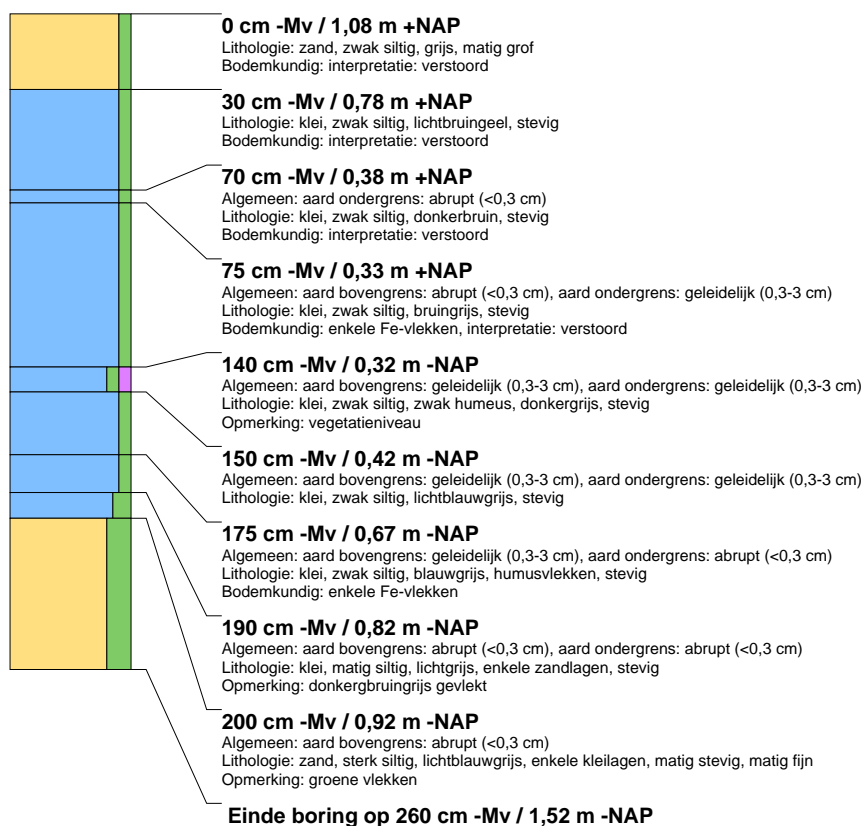 0 cm -Mv / 1,08 m +NAP
Lithologie: zand, zwak siltig, grijs, matig grof
Bodemkundig: interpretatie: verstoord
30 cm -Mv / 0,78 m +NAP
Lithologie: klei, zwak siltig, lichtbruingeel, stevig
Bodemkundig: interpretatie: verstoord
70 cm -Mv / 0,38 m +NAP
Algemeen: aard ondergrens: abrupt (<0,3 cm)
Lithologie: klei, zwak siltig, donkerbruin, stevig
Bodemkundig: interpretatie: verstoord
75 cm -Mv / 0,33 m +NAP
Algemeen: aard bovengrens: abrupt (<0,3 cm), aard ondergrens: geleidelijk (0,3-3 cm)
Lithologie: klei, zwak siltig, bruingrijs, stevig
Bodemkundig: enkele Fe-vlekken, interpretatie: verstoord
140 cm -Mv / 0,32 m -NAP
Algemeen: aard bovengrens: geleidelijk (0,3-3 cm), aard ondergrens: geleidelijk (0,3-3 cm)
Lithologie: klei, zwak siltig, zwak humeus, donkergrijs, stevig
Opmerking: vegetatieniveau
150 cm -Mv / 0,42 m -NAP
Algemeen: aard bovengrens: geleidelijk (0,3-3 cm), aard ondergrens: geleidelijk (0,3-3 cm)
Lithologie: klei, zwak siltig, lichtblauwgrijs, stevig
175 cm -Mv / 0,67 m -NAP
Algemeen: aard bovengrens: geleidelijk (0,3-3 cm), aard ondergrens: abrupt (<0,3 cm)
Lithologie: klei, zwak siltig, blauwgrijs, humusvlekken, stevig
Bodemkundig: enkele Fe-vlekken
190 cm -Mv / 0,82 m -NAP
Algemeen: aard bovengrens: abrupt (<0,3 cm), aard ondergrens: abrupt (<0,3 cm)
Lithologie: klei, matig siltig, lichtgrijs, enkele zandlagen, stevig
Opmerking: donkergbruingrijs gevlekt
200 cm -Mv / 0,92 m -NAP
Algemeen: aard bovengrens: abrupt (<0,3 cm)
Lithologie: zand, sterk siltig, lichtblauwgrijs, enkele kleilagen, matig stevig, matig fijn
Opmerking: groene vlekken
Einde boring op 260 cm -Mv / 1,52 m -NAP